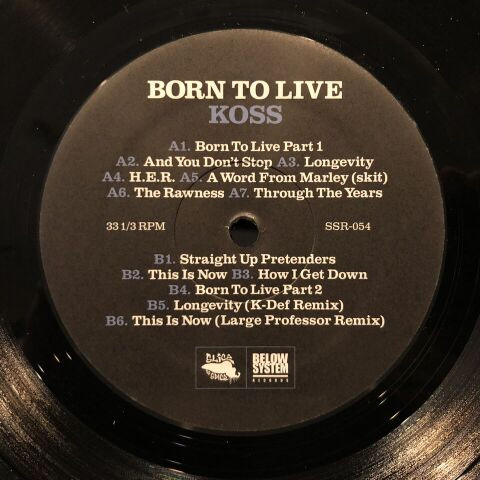 BORN TO LIVE
KOSS
A1. Born To Live Part 1
A2. And You Don't Stop A3. Longevity
A4. H.E.R. A5. A Word From Marley (skit)
A6. The Rawness A7. Through The Years
33 1/3 RPM SSR-054
B1. Straight Up Pretenders
B2. This Is Now B3. How I Get Down
B4. Born To Live Part 2
B5. Longevity (K-Def Remix)
B6. This Is Now (Large Professor Remix)
BELOW
SYSTEM
RECORDS